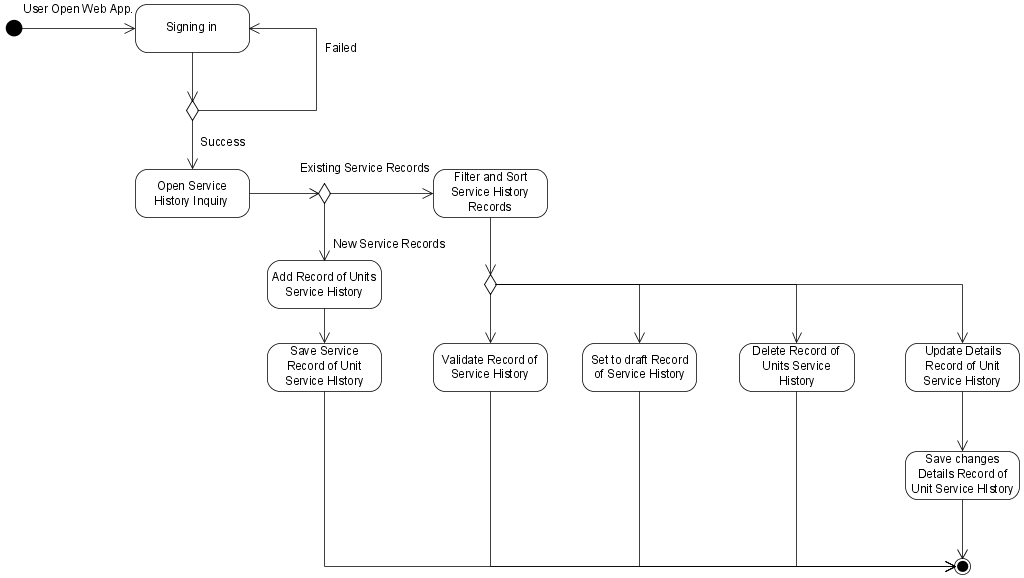 User Open Web App.
Signing in
Failed
Success
Existing Service Records
Open Service
History Inquiry
Filter and Sort
Service History
Records
New Service Records
Add Record of Units
Service History
Save Service
Record of Unit
Service HIstory
Validate Record of
Service History
Set to draft Record
of Service History
Delete Record of
Units Service
History
Update Details
Record of Unit
Service HIstory
Save changes
Details Record of
Unit Service HIstory